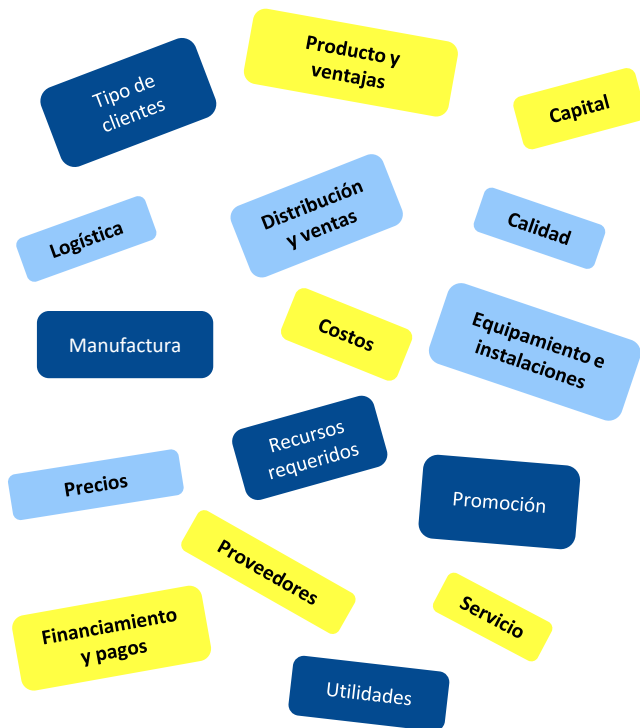 Producto y
ventajas
Tipo de
clientes
Capital
Distribución
y ventas
Logística
Calidad
Manufactura
Costos
Equipamiento e
instalaciones
Recursos
requeridos
Precios
Promoción
Proveedores
Servicio
Financiamiento
y pagos
Utilidades